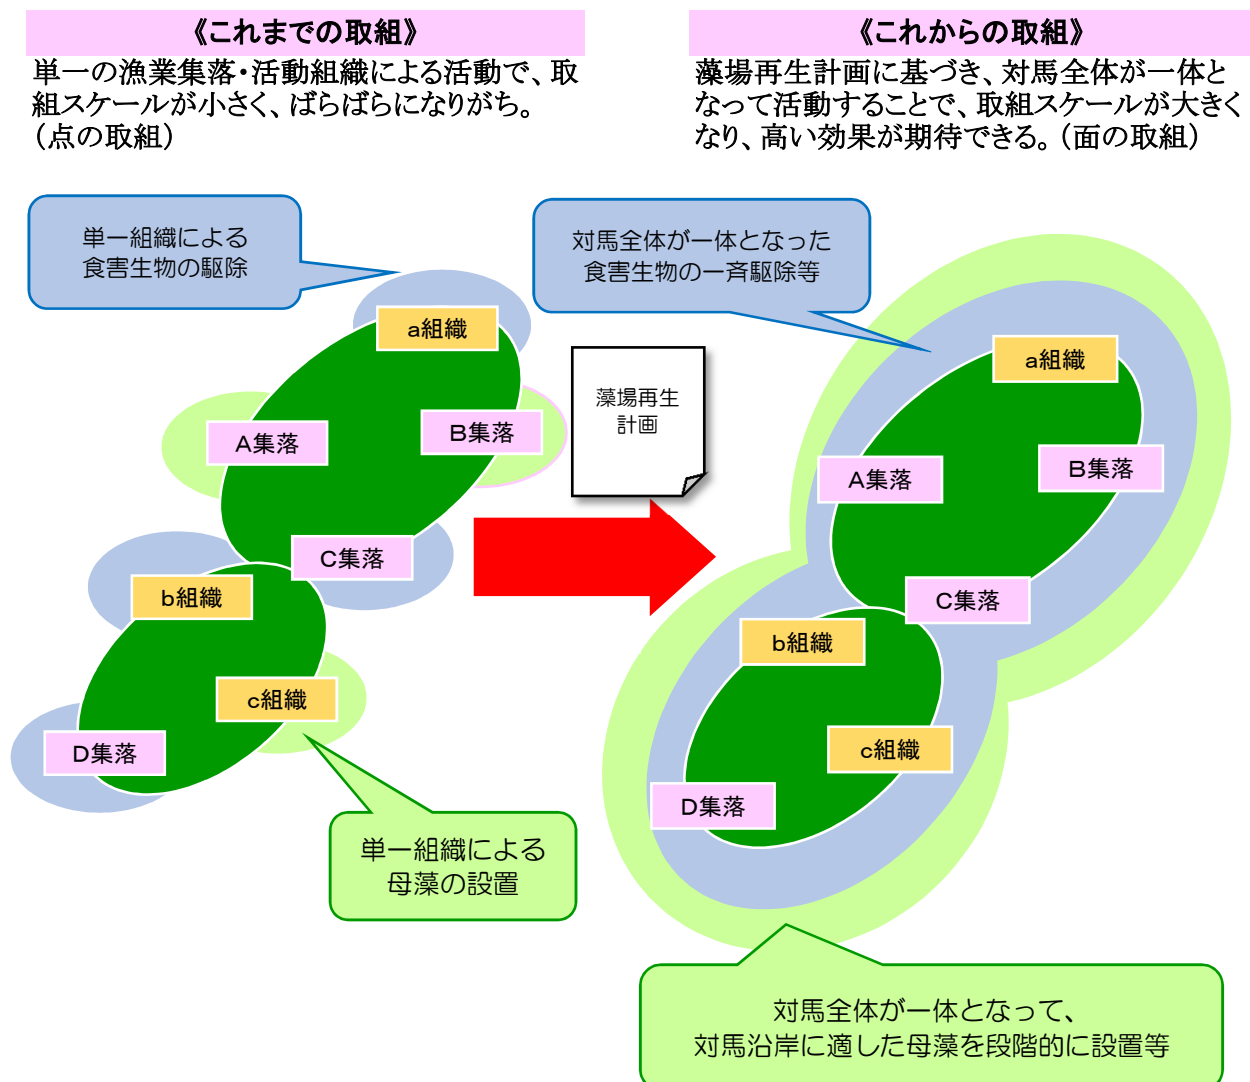 《これまでの取組》
単一の漁業集落・活動組織による活動で、取
組スケールが小さく、ばらばらになりがち。
（点の取組）
《これからの取組》
藻場再生計画に基づき、対馬全体が一体と
なって活動することで、取組スケールが大きく
なり、高い効果が期待できる。（面の取組）
単一組織による
食害生物の駆除
a組織
A集落
B集落
C集落
b組織
c組織
D集落
単一組織による
母藻の設置
藻場再生
計画
対馬全体が一体となった
食害生物の一斉駆除等
a組織
A集落
B集落
C集落
b組織
c組織
D集落
対馬全体が一体となって、
対馬沿岸に適した母藻を段階的に設置等